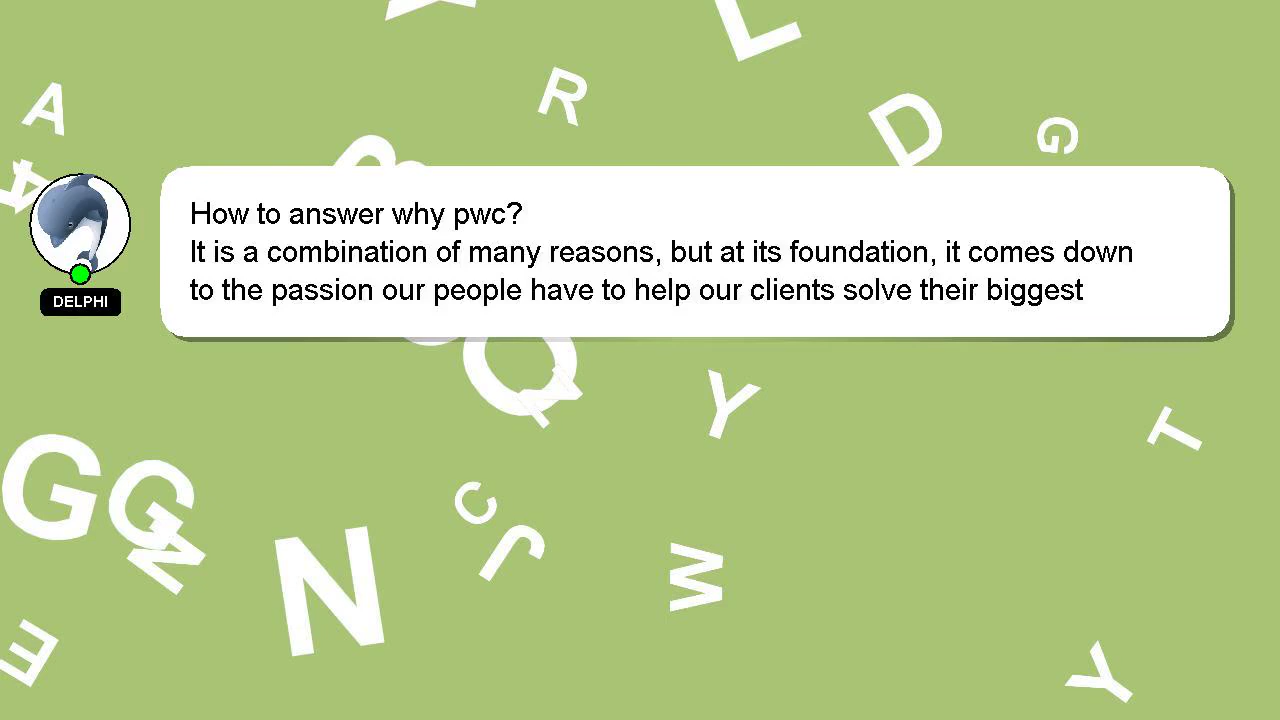 A
R
L
D
G
How to answer why pwc?
It is a combination of many reasons, but at its foundation, it comes down
to the passion our people have to help our clients solve their biggest
DELPHI
Q
Y
T
G
G
N
N
C
J
W
E
Y